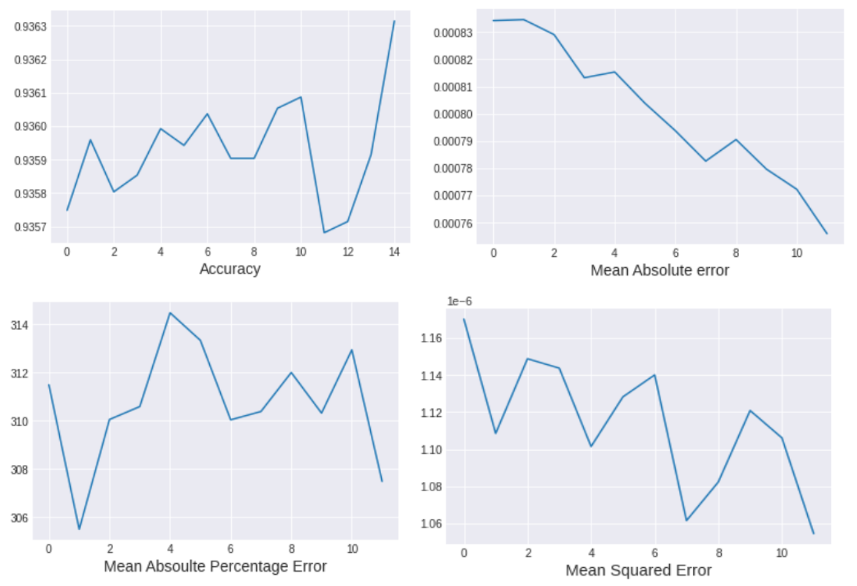 0.9363
0.9362
0.9361
0.9360
0.9359
0.9358
0.9357
0 2 4 6 8 10 12 14
Accuracy
0.00083
0.00081
0.00080
0.00079
0.00078
0.00077
0.00076
0 2 4 6 8 10
Mean Absolute error
314
312
310
308
306
0 2 4 6 8 10
Mean Absoulte Percentage Error
1e−6
1.16
1.14
1.12
1.10
1.08
1.06
0 2 4 6 8 10
Mean Squared Error